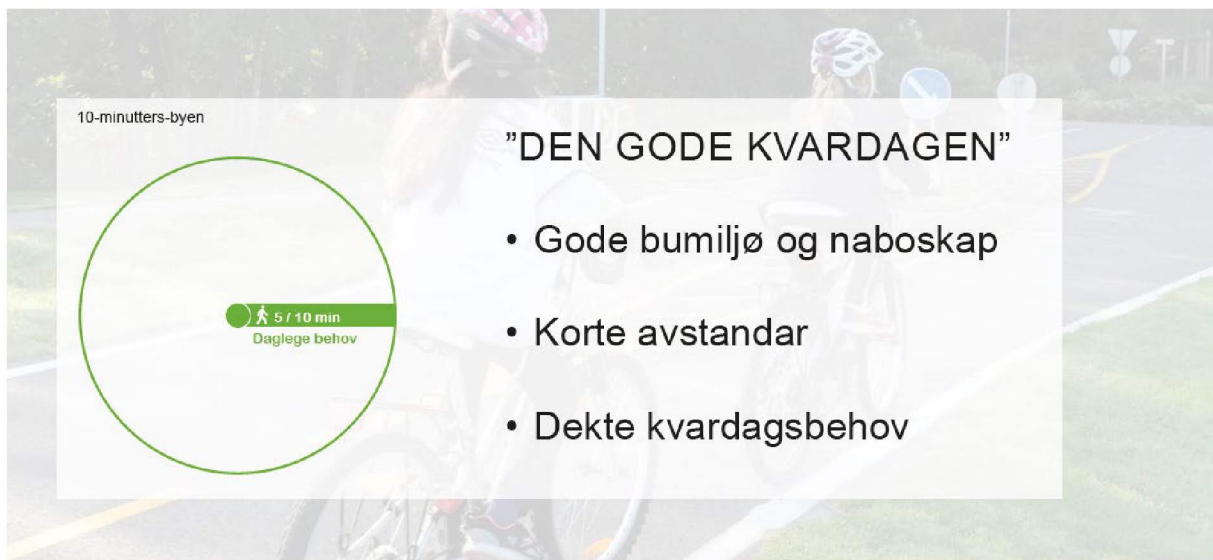 10-minutters-byen
”DEN GODE KVARDAGEN”
• Gode bumiljø og naboskap
5 / 10 min
Daglege behov
• Korte avstandar
• Dekte kvardagsbehov